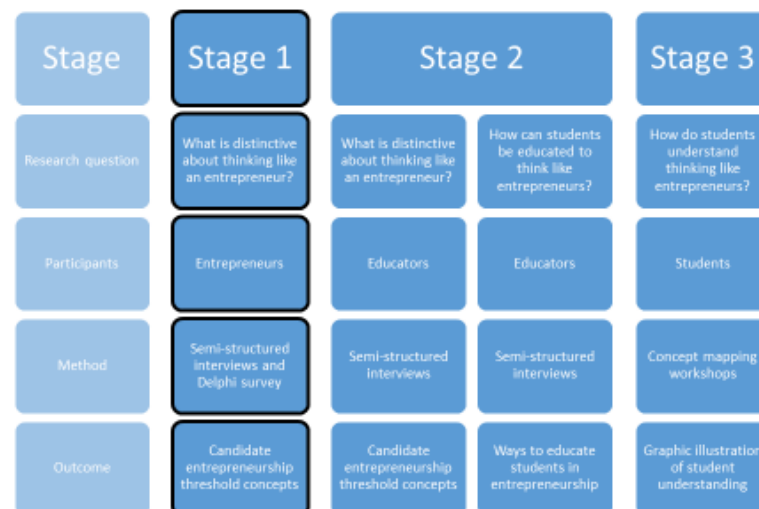 Stage
Stage 1
Stage 2
Stage 3
Research question
What is distinctive
about thinking like
an entrepreneur?
What is distinctive
about thinking like
an entrepreneur?
How can students
be educated to
think like
entrepreneurs?
How do students
understand
thinking like
entrepreneurs?
Participants
Entrepreneurs
Educators
Educators
Students
Method
Semi-structured
interviews and
Delphi survey
Semi-structured
interviews
Semi-structured
interviews
Concept mapping
workshops
Outcome
Candidate
entrepreneurship
threshold concepts
Candidate
entrepreneurship
threshold concepts
Ways to educate
students in
entrepreneurship
Graphic illustration
of student
understanding